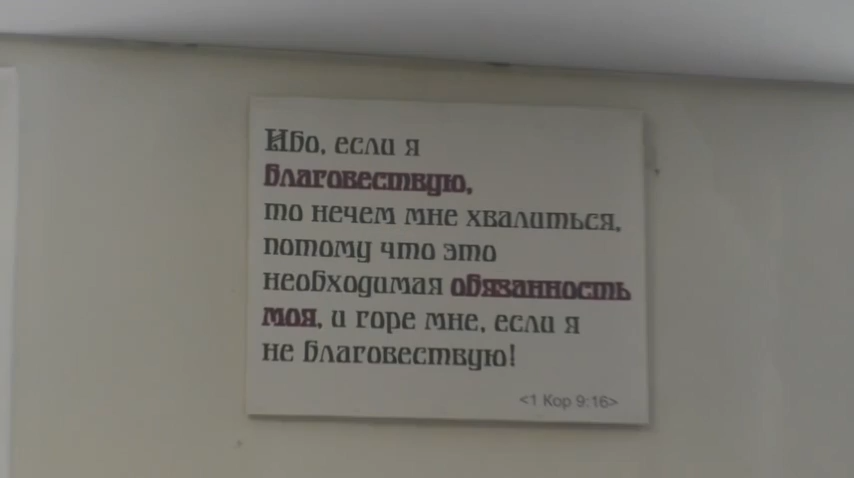 Ибо, если я
благовествую,
то нечем мне хвалиться,
потому что это
необходимая обязанность
моя, и горе мне, если я
не благовествую!
<1 Кор 9:16>